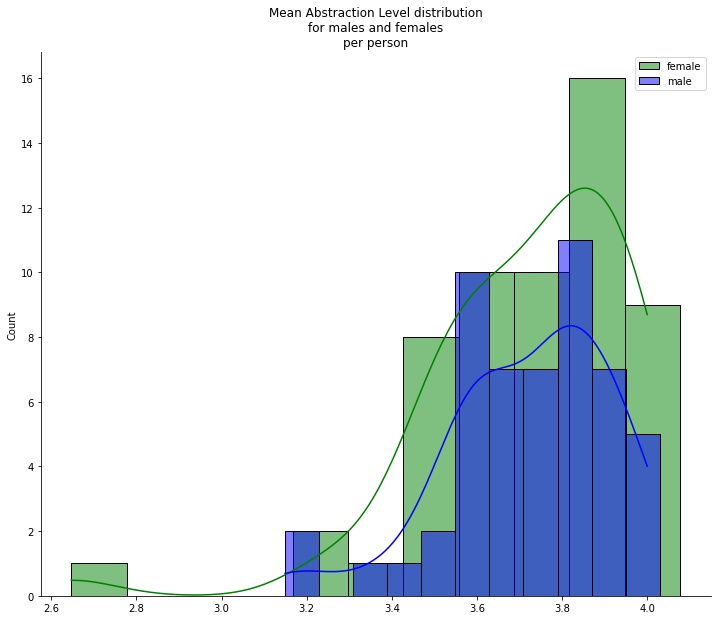 Mean Abstraction Level distribution
for males and females
per person
female
male
16
14
12
10
8
6
4
2
0
Count
2.6
2.8
3.0
3.2
3.4
3.6
3.8
4.0